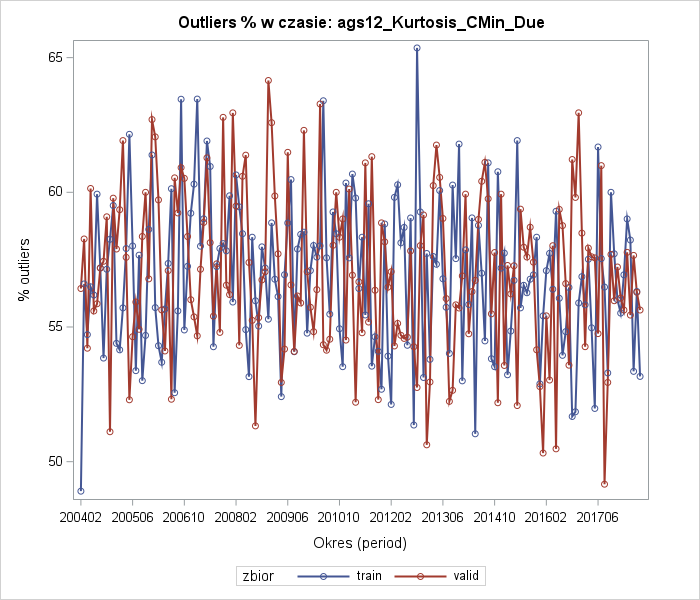 Outliers % w czasie: ags12_Kurtosis_CMin_Due
% outliers
65
60
55
50
200402 200506 200610 200802 200906 201010 201202 201306 201410 201602 201706
Okres (period)
zbior train valid